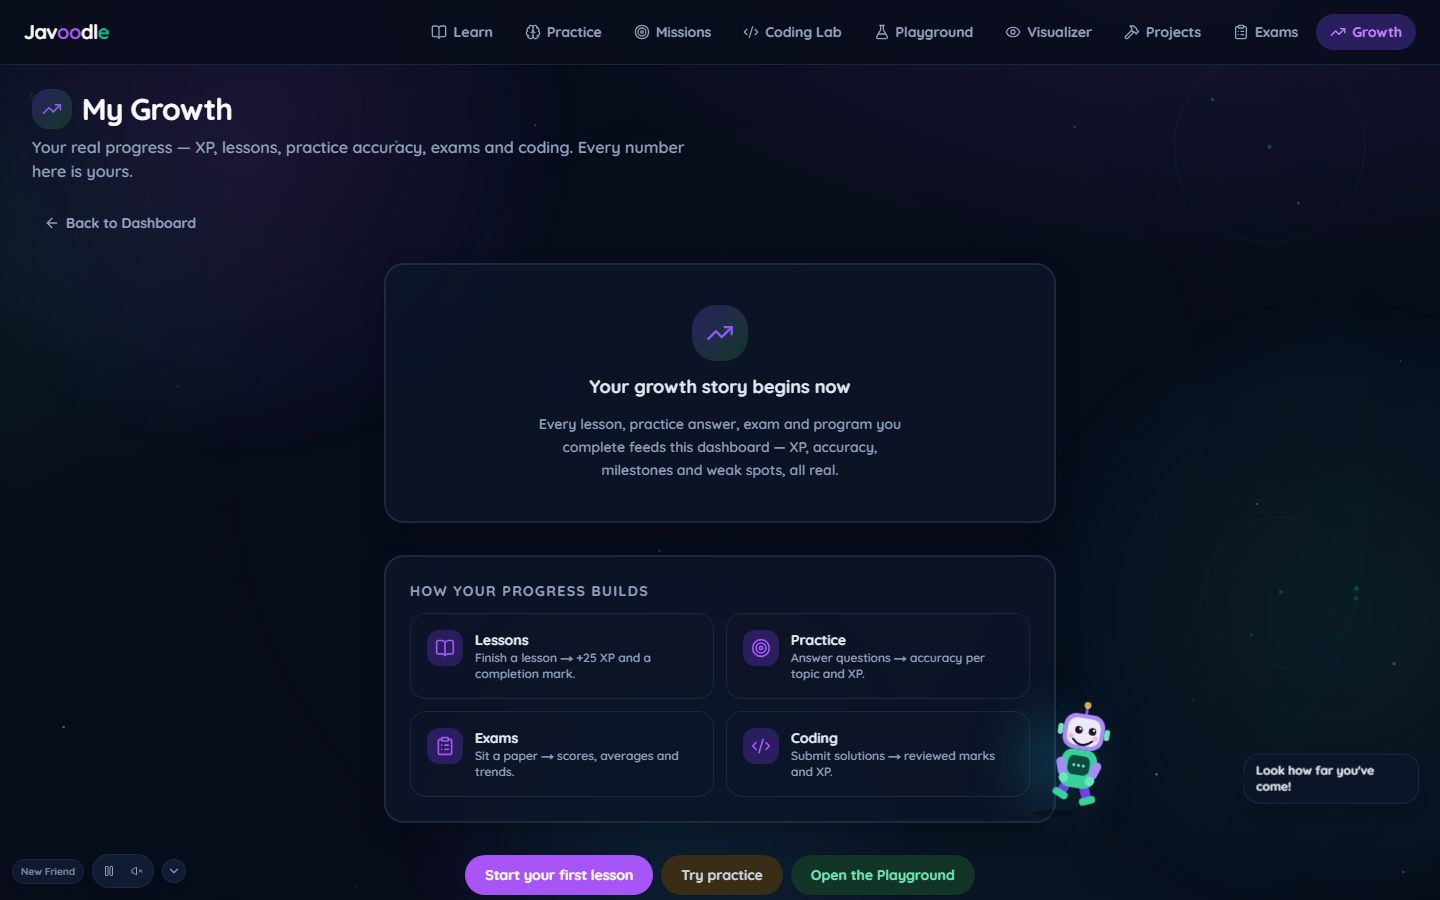 Javoodle
Learn
Practice
Missions
Coding Lab
Playground
Visualizer
Projects
Exams
Growth
My Growth
Your real progress — XP, lessons, practice accuracy, exams and coding. Every number
here is yours.
Back to Dashboard
Your growth story begins now
Every lesson, practice answer, exam and program you
complete feeds this dashboard — XP, accuracy,
milestones and weak spots, all real.
HOW YOUR PROGRESS BUILDS
Lessons
Finish a lesson → +25 XP and a
completion mark.
Practice
Answer questions → accuracy per
topic and XP.
Exams
Sit a paper → scores, averages and
trends.
Coding
Submit solutions → reviewed marks
and XP.
Look how far you've
come!
New Friend
Start your first lesson
Try practice
Open the Playground